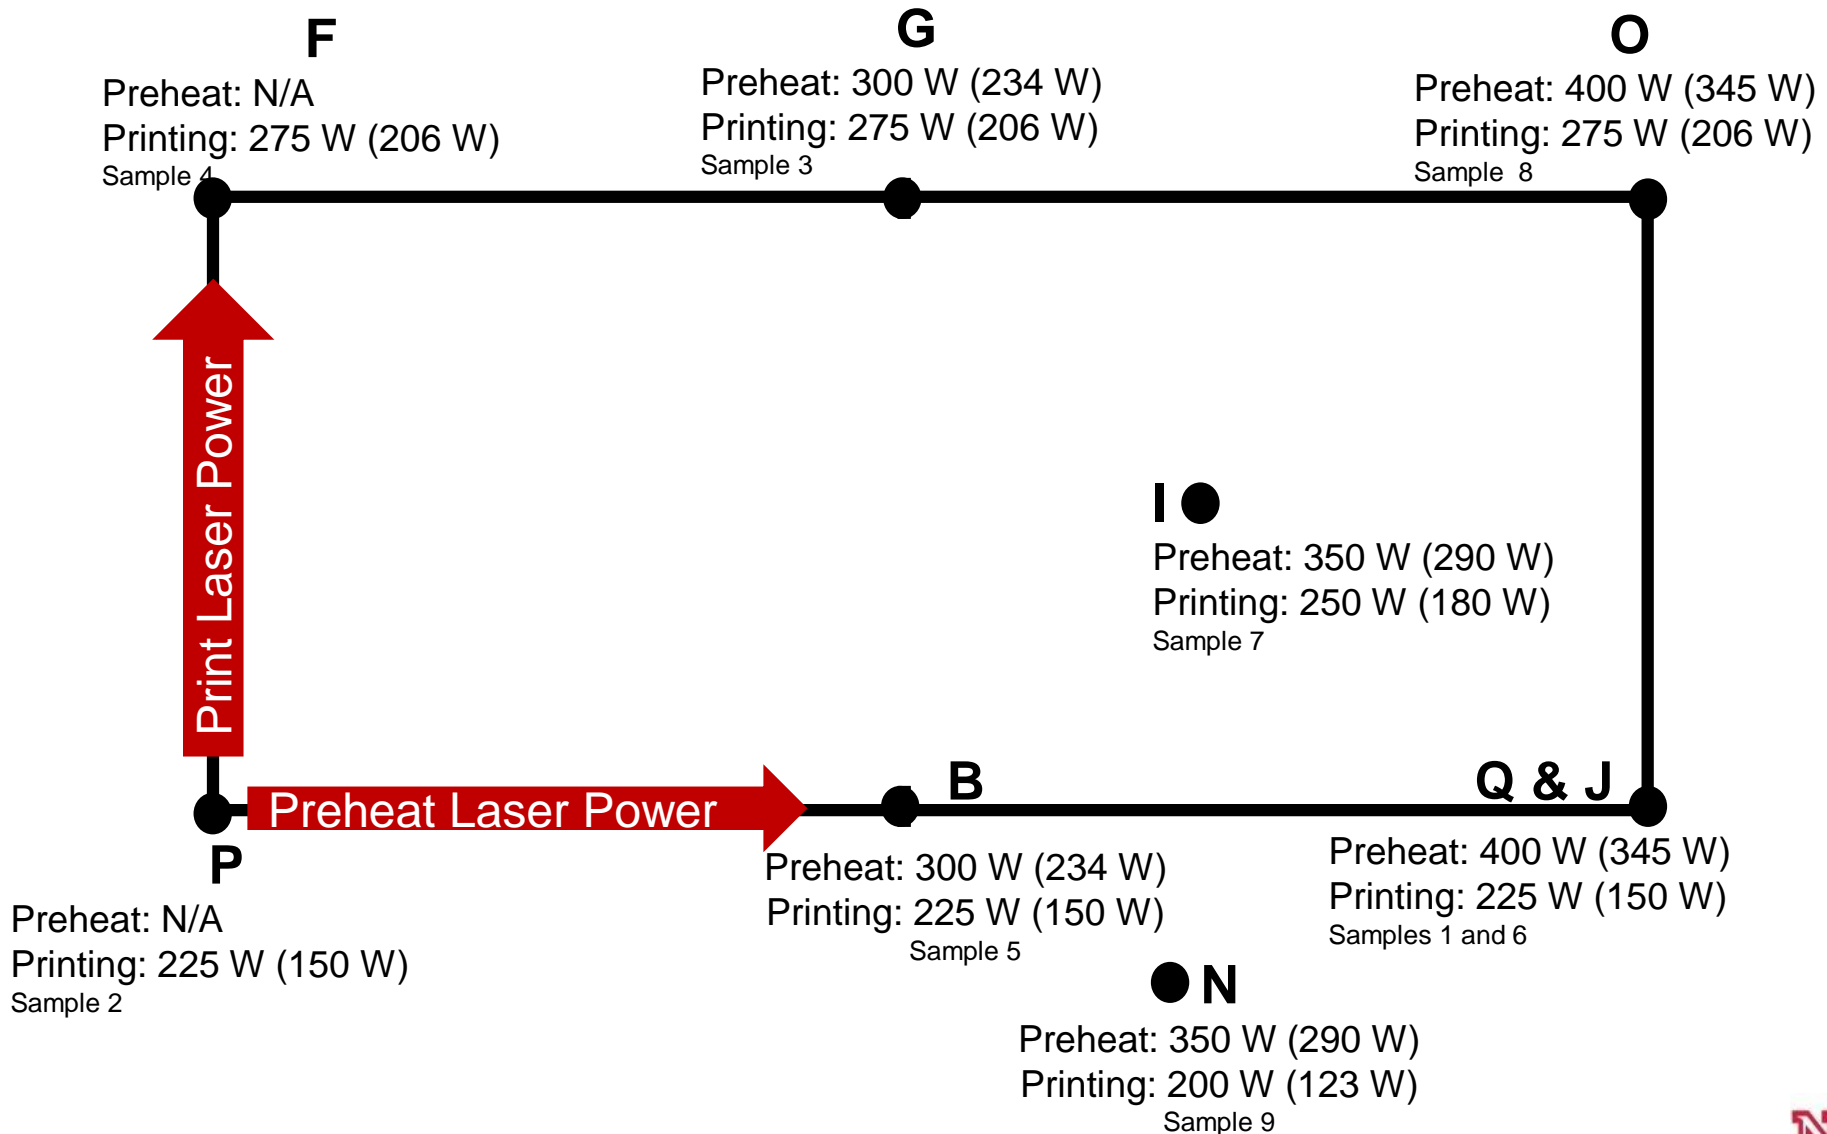 F
Preheat: N/A
Printing: 275 W (206 W)
Sample 4
G
Preheat: 300 W (234 W)
Printing: 275 W (206 W)
Sample 3
O
Preheat: 400 W (345 W)
Printing: 275 W (206 W)
Sample 8
Print Laser Power
I
Preheat: 350 W (290 W)
Printing: 250 W (180 W)
Sample 7
Preheat Laser Power
P
Preheat: N/A
Printing: 225 W (150 W)
Sample 2
B
Preheat: 300 W (234 W)
Printing: 225 W (150 W)
Sample 5
Q & J
Preheat: 400 W (345 W)
Printing: 225 W (150 W)
Samples 1 and 6
N
Preheat: 350 W (290 W)
Printing: 200 W (123 W)
Sample 9
N